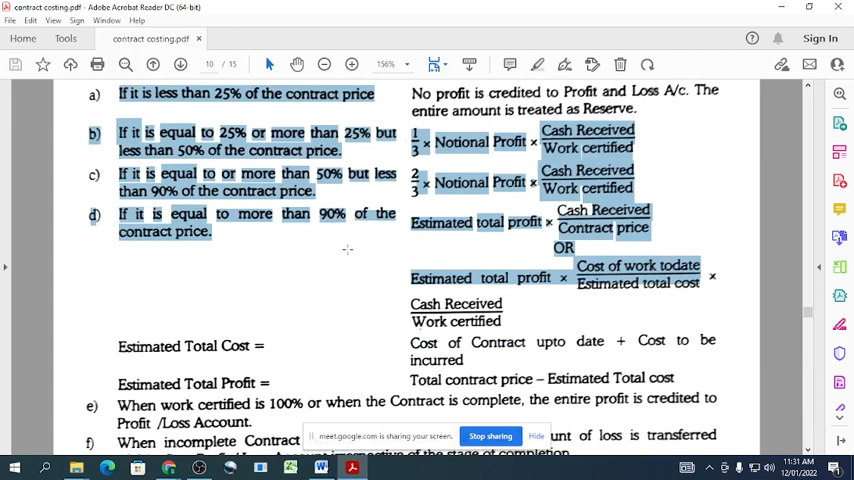 contract costing.pdf - Adobe Acrobat Reader DC (64-bit)
File Edit View Sign Window Help
Home Tools contract costing.pdf × Sign In
10 / 15 156%
a) If it is less than 25% of the contract price No profit is credited to Profit and Loss A/c. The
entire amount is treated as Reserve.
b) If it is equal to 25% or more than 25% but 1/3 × Notional Profit × Cash Received / Work certified
less than 50% of the contract price.
c) If it is equal to or more than 50% but less 2/3 × Notional Profit × Cash Received / Work certified
than 90% of the contract price.
d) If it is equal to more than 90% of the Estimated total profit × Cash Received / Contract price
contract price.
OR
Estimated total profit × Cost of work todate / Estimated total cost ×
Cash Received
Work certified
Estimated Total Cost = Cost of Contract upto date + Cost to be
incurred
Estimated Total Profit = Total contract price – Estimated Total cost
e) When work certified is 100% or when the Contract is complete, the entire profit is credited to
Profit /Loss Account.
f) When incomplete Contract unt of loss is transferred
meet.google.com is sharing your screen. Stop sharing Hide
11:31 AM
12/01/2022